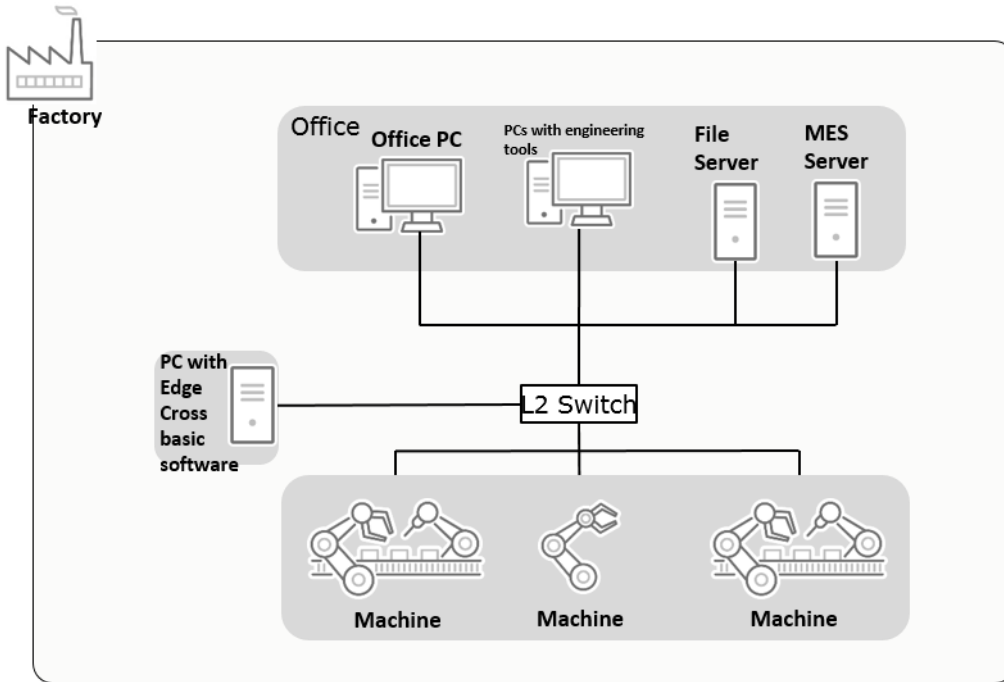 Factory
Office
Office PC
PCs with engineering
tools
File
Server
MES
Server
PC with
Edge
Cross
basic
software
L2 Switch
Machine
Machine
Machine